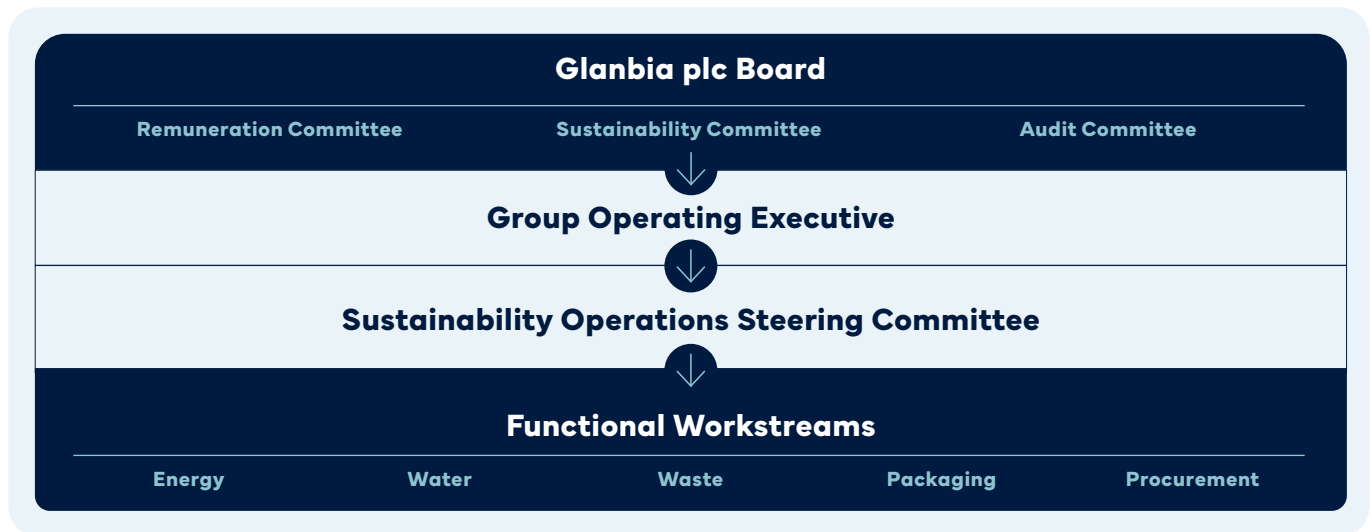 Glanbia plc Board
Remuneration Committee Sustainability Committee Audit Committee
Group Operating Executive
Sustainability Operations Steering Committee
Functional Workstreams
Energy Water Waste Packaging Procurement